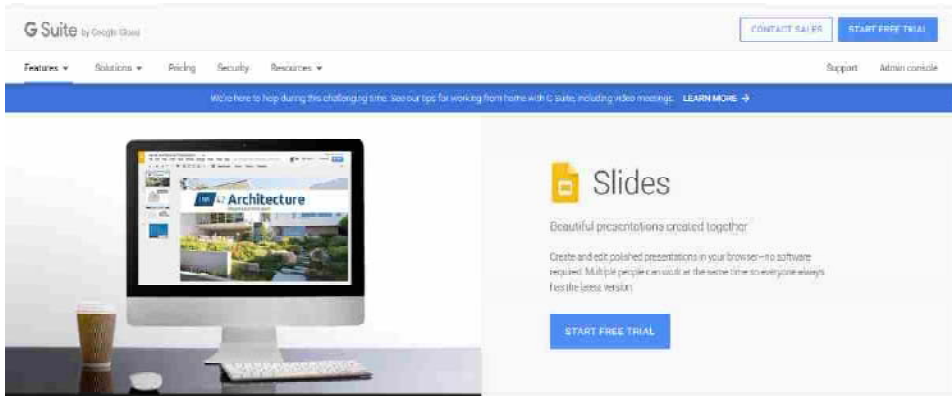 G Suite by Google Cloud
CONTACT SALES
START FREE TRIAL
Features
Solutions
Pricing
Security
Resources
Support
Admin console
We're here to help during this challenging time. See our tips for working from home with G Suite, including video meetings. LEARN MORE →
Architecture
Slides
Beautiful presentations created together
Create and edit polished presentations in your browser—no software
required. Multiple people can work at the same time so everyone always
has the latest version.
START FREE TRIAL